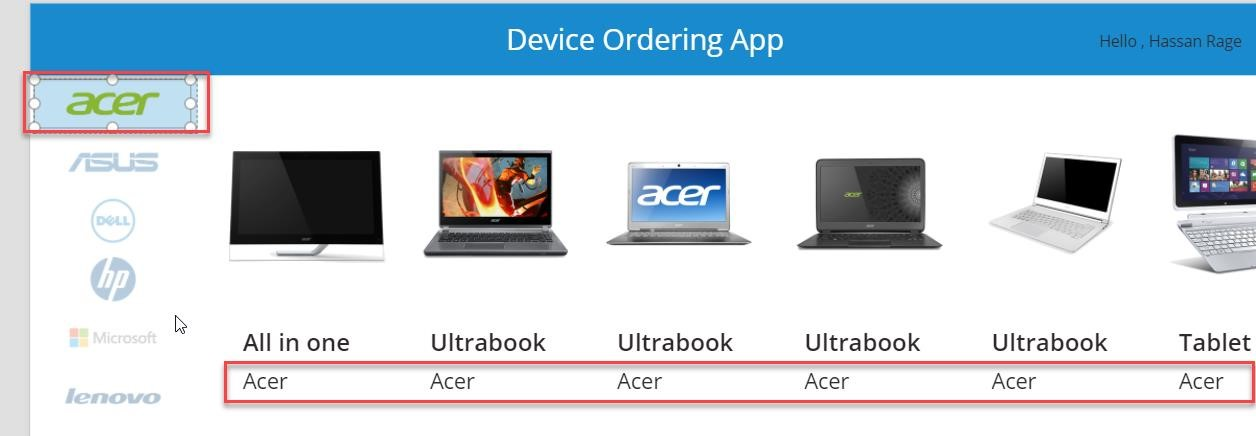 Device Ordering App
Hello , Hassan Rage
acer
ASUS
DELL
hp
Microsoft
lenovo
acer
All in one
Ultrabook
Ultrabook
Ultrabook
Ultrabook
Tablet
Acer
Acer
Acer
Acer
Acer
Acer